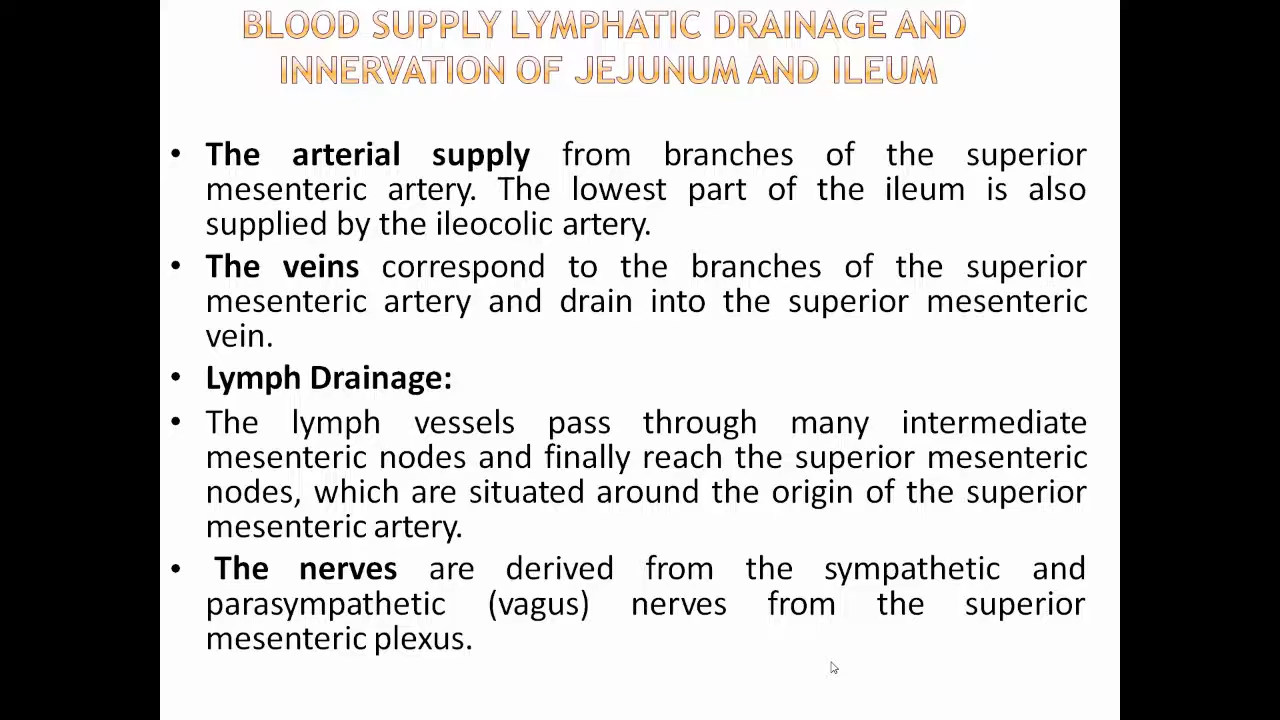 BLOOD SUPPLY LYMPHATIC DRAINAGE AND
INNERVATION OF JEJUNUM AND ILEUM
• The arterial supply from branches of the superior
mesenteric artery. The lowest part of the ileum is also
supplied by the ileocolic artery.
• The veins correspond to the branches of the superior
mesenteric artery and drain into the superior mesenteric
vein.
• Lymph Drainage:
• The lymph vessels pass through many intermediate
mesenteric nodes and finally reach the superior mesenteric
nodes, which are situated around the origin of the superior
mesenteric artery.
• The nerves are derived from the sympathetic and
parasympathetic (vagus) nerves from the superior
mesenteric plexus.